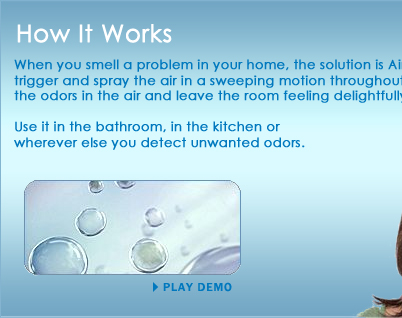 How It Works
When you smell a problem in your home, the solution is Ai
trigger and spray the air in a sweeping motion throughout
the odors in the air and leave the room feeling delightfully
Use it in the bathroom, in the kitchen or
wherever else you detect unwanted odors.
PLAY DEMO